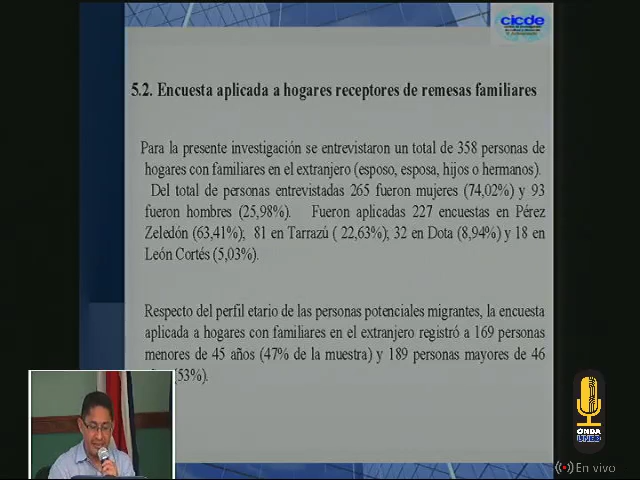 cicde
5.2. Encuesta aplicada a hogares receptores de remesas familiares
Para la presente investigación se entrevistaron un total de 358 personas de
hogares con familiares en el extranjero (esposo, esposa, hijos o hermanos).
Del total de personas entrevistadas 265 fueron mujeres (74,02%) y 93
fueron hombres (25,98%). Fueron aplicadas 227 encuestas en Pérez
Zeledón (63,41%); 81 en Tarrazú ( 22,63%); 32 en Dota (8,94%) y 18 en
León Cortés (5,03%).
Respecto del perfil etario de las personas potenciales migrantes, la encuesta
aplicada a hogares con familiares en el extranjero registró a 169 personas
menores de 45 años (47% de la muestra) y 189 personas mayores de 46
(53%).
ONDA
UNED
En vivo